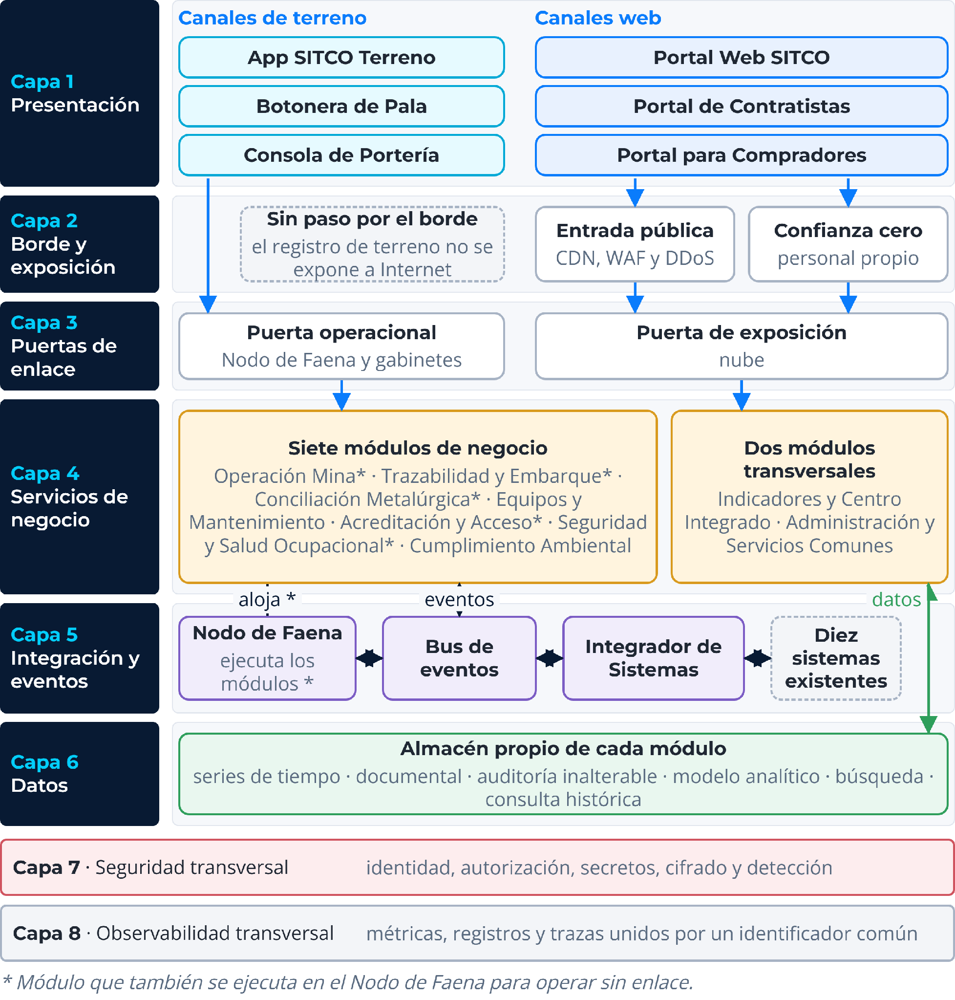 Capa 1
Presentación
Canales de terreno
App SITCO Terreno
Botonera de Pala
Consola de Portería
Canales web
Portal Web SITCO
Portal de Contratistas
Portal para Compradores
Capa 2
Borde y
exposición
Sin paso por el borde
el registro de terreno no se
expone a Internet
Entrada pública
CDN, WAF y DDoS
Confianza cero
personal propio
Capa 3
Puertas de
enlace
Puerta operacional
Nodo de Faena y gabinetes
Puerta de exposición
nube
Capa 4
Servicios de
negocio
Siete módulos de negocio
Operación Mina* · Trazabilidad y Embarque* ·
Conciliación Metalúrgica* · Equipos y
Mantenimiento · Acreditación y Acceso* · Seguridad
y Salud Ocupacional* · Cumplimiento Ambiental
Dos módulos
transversales
Indicadores y Centro
Integrado · Administración y
Servicios Comunes
aloja *
eventos
datos
Capa 5
Integración y
eventos
Nodo de Faena
ejecuta los
módulos *
Bus de
eventos
Integrador de
Sistemas
Diez
sistemas
existentes
Capa 6
Datos
Almacén propio de cada módulo
series de tiempo · documental · auditoría inalterable · modelo analítico · búsqueda ·
consulta histórica
Capa 7 · Seguridad transversal
identidad, autorización, secretos, cifrado y detección
Capa 8 · Observabilidad transversal
métricas, registros y trazas unidos por un identificador común
* Módulo que también se ejecuta en el Nodo de Faena para operar sin enlace.